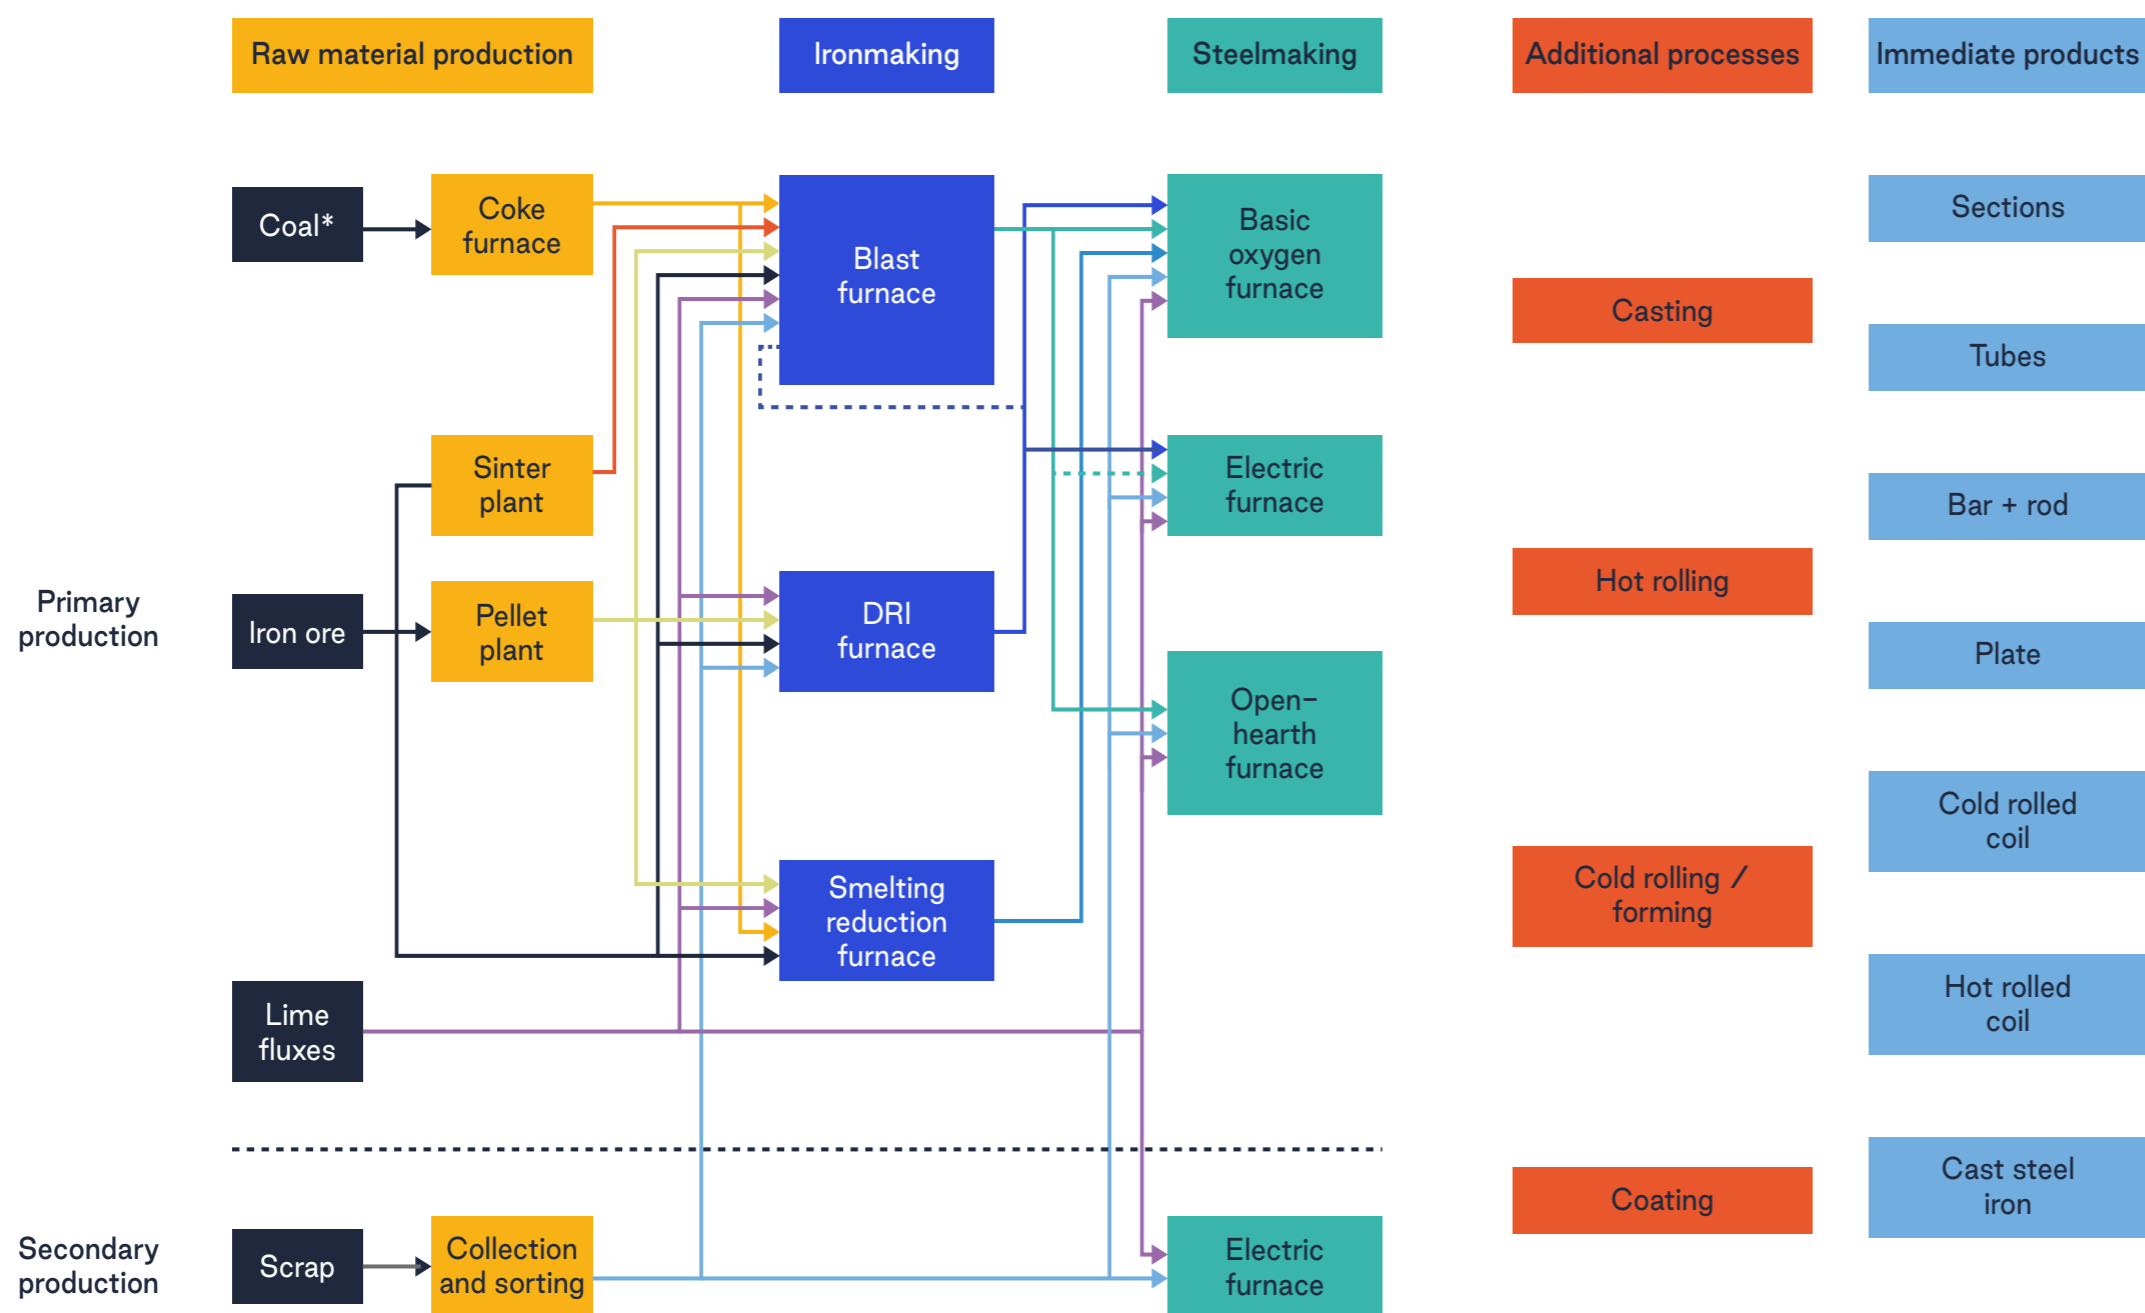 Raw material production
Ironmaking
Steelmaking
Additional processes
Immediate products
Coal*
Coke
furnace
Blast
furnace
Basic
oxygen
furnace
Sections
Casting
Tubes
Sinter
plant
Electric
furnace
Bar + rod
Primary
production
Iron ore
Pellet
plant
DRI
furnace
Hot rolling
Plate
Open-
hearth
furnace
Cold rolled
coil
Smelting
reduction
furnace
Cold rolling /
forming
Lime
fluxes
Hot rolled
coil
Cast steel
iron
Coating
Secondary
production
Scrap
Collection
and sorting
Electric
furnace